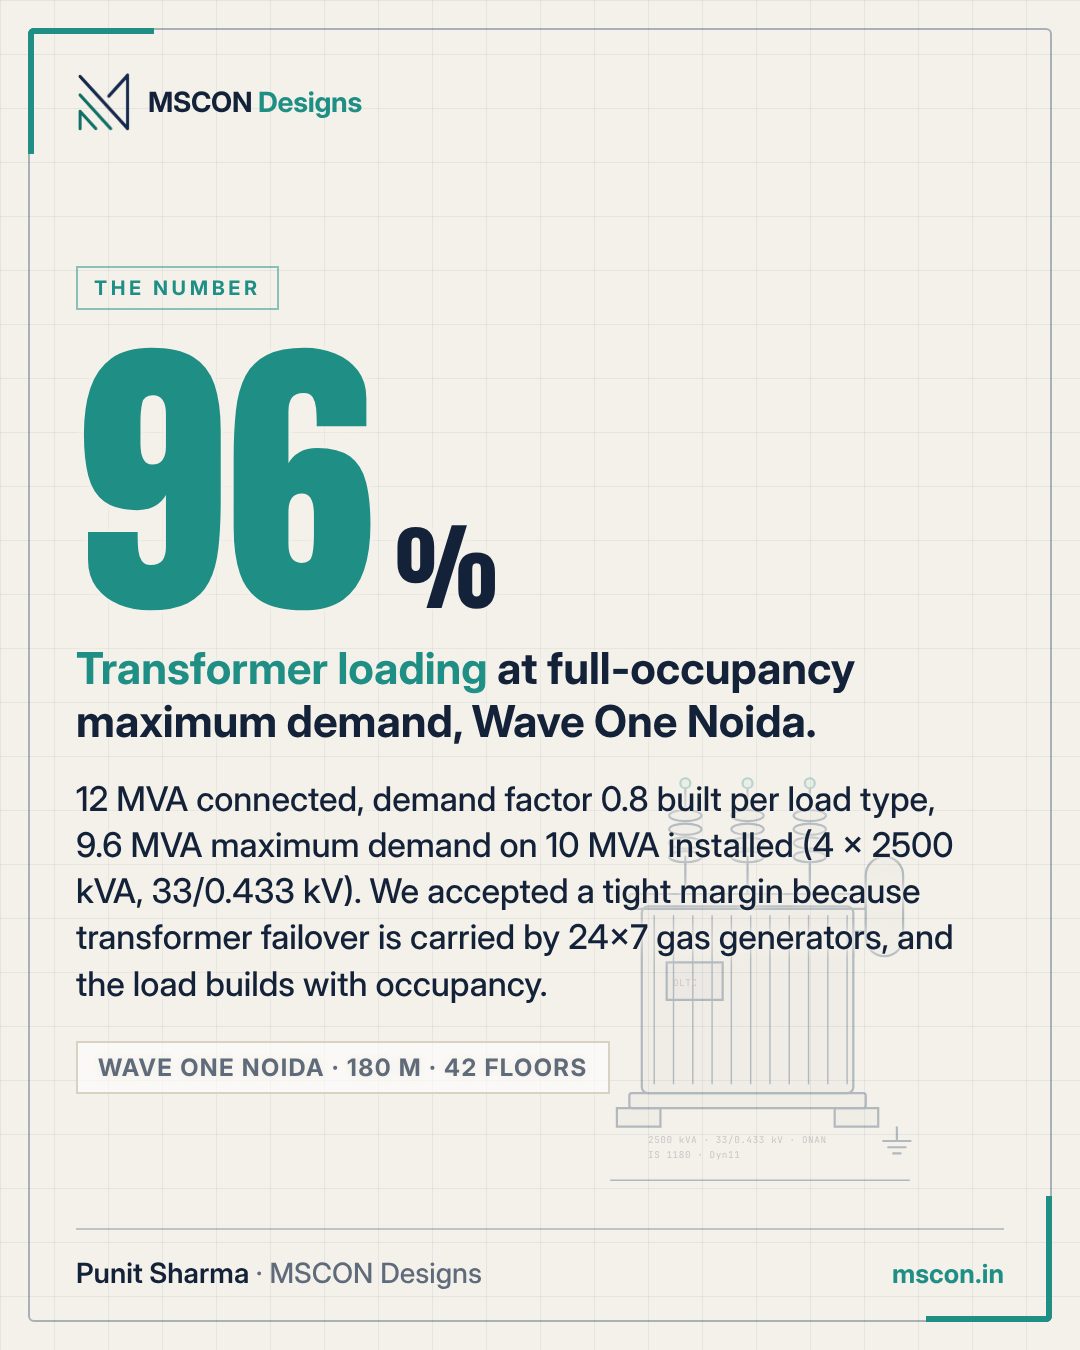 MSCON Designs
THE NUMBER
96 %
Transformer loading at full-occupancy
maximum demand, Wave One Noida.
12 MVA connected, demand factor 0.8 built per load type,
9.6 MVA maximum demand on 10 MVA installed (4 × 2500
kVA, 33/0.433 kV). We accepted a tight margin because
transformer failover is carried by 24×7 gas generators, and
the load builds with occupancy.
OLTC
WAVE ONE NOIDA · 180 M · 42 FLOORS
2500 kVA · 33/0.433 kV · ONAN
IS 1180 · Dyn11
Punit Sharma · MSCON Designs
mscon.in